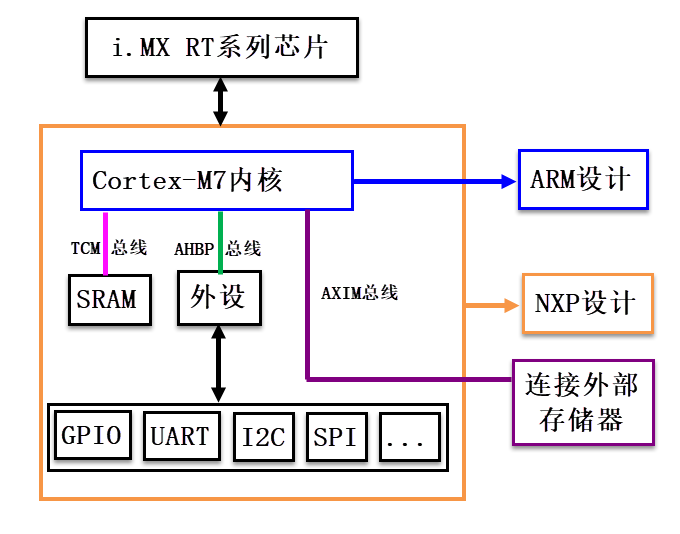 i.MX RT系列芯片
Cortex-M7内核
ARM设计
TCM 总线
AHBP 总线
SRAM
外设
AXIM总线
NXP设计
连接外部
存储器
GPIO
UART
I2C
SPI
...